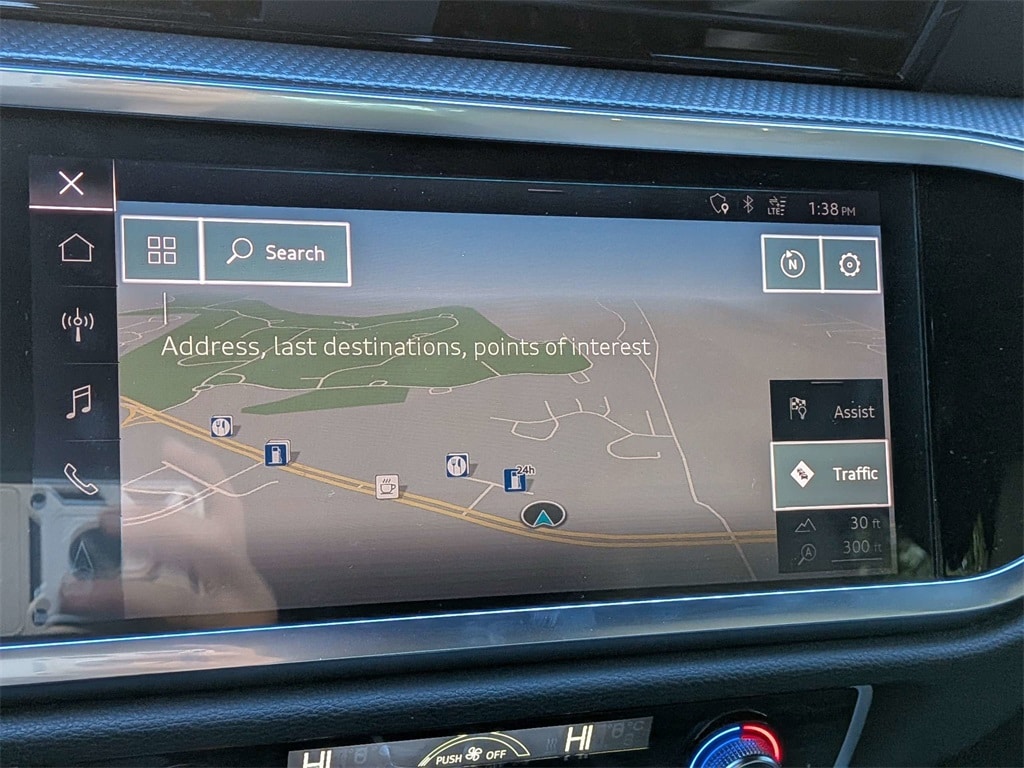 LTE 1:38 PM
Search
N
Address, last destinations, points of interest
Assist
Traffic
24h
30 ft
A
300 ft
HI PUSH OFF HI